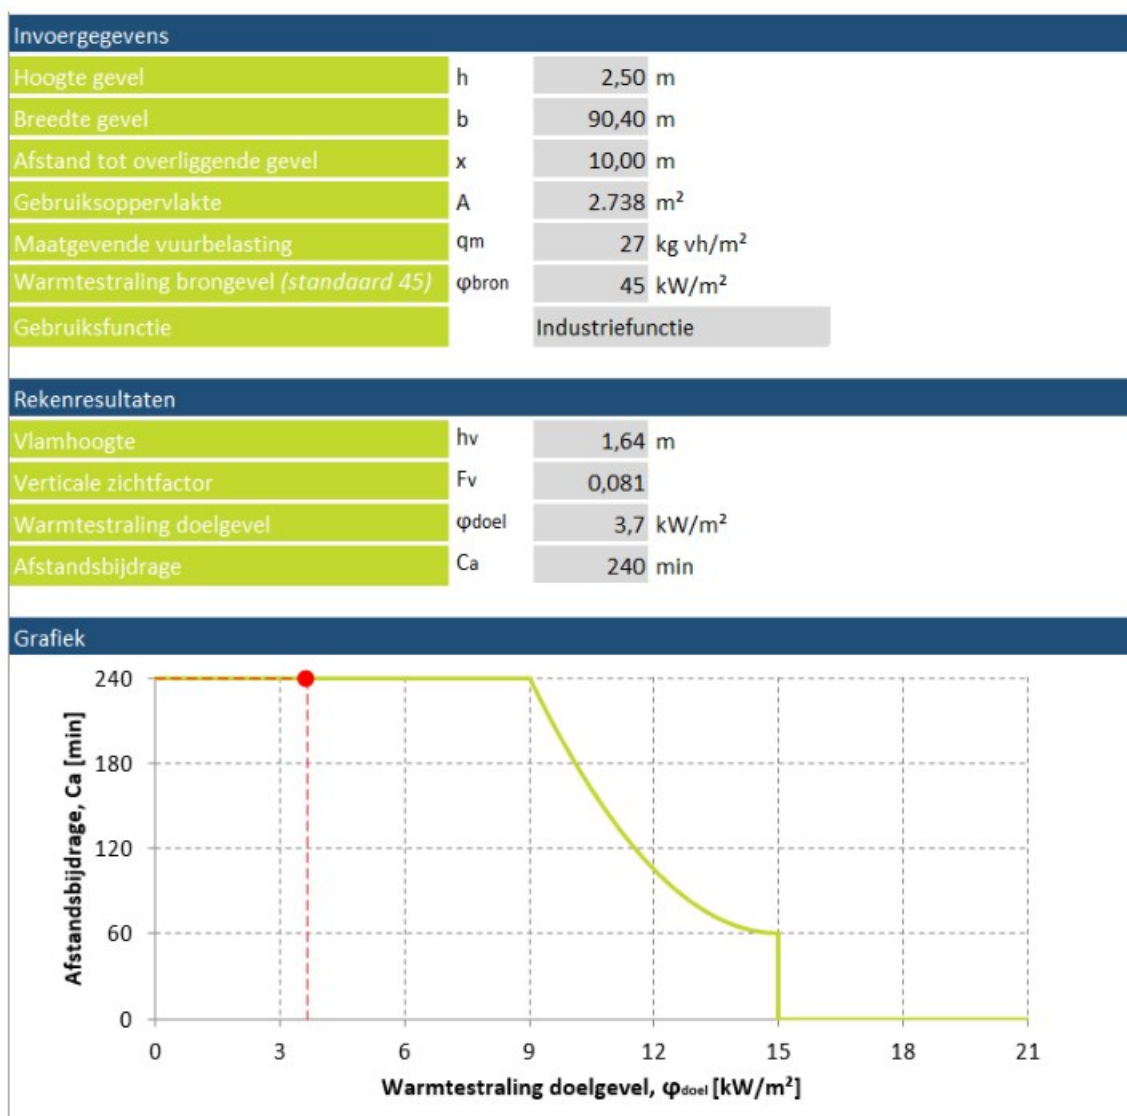 Invoergegevens
Hoogte gevel h 2,50 m
Breedte gevel b 90,40 m
Afstand tot overliggende gevel x 10,00 m
Gebruiksoppervlakte A 2.738 m²
Maatgevende vuurbelasting qm 27 kg vh/m²
Warmtestraling brongevel (standaard 45) φbron 45 kW/m²
Gebruiksfunctie Industriefunctie
Rekenresultaten
Vlamhoogte hv 1,64 m
Verticale zichtfactor Fv 0,081
Warmtestraling doelgevel φdoel 3,7 kW/m²
Afstandsbijdrage Ca 240 min
Grafiek
Afstandsbijdrage, Ca [min]
240
180
120
60
0
0 3 6 9 12 15 18 21
Warmtestraling doelgevel, φdoel [kW/m²]